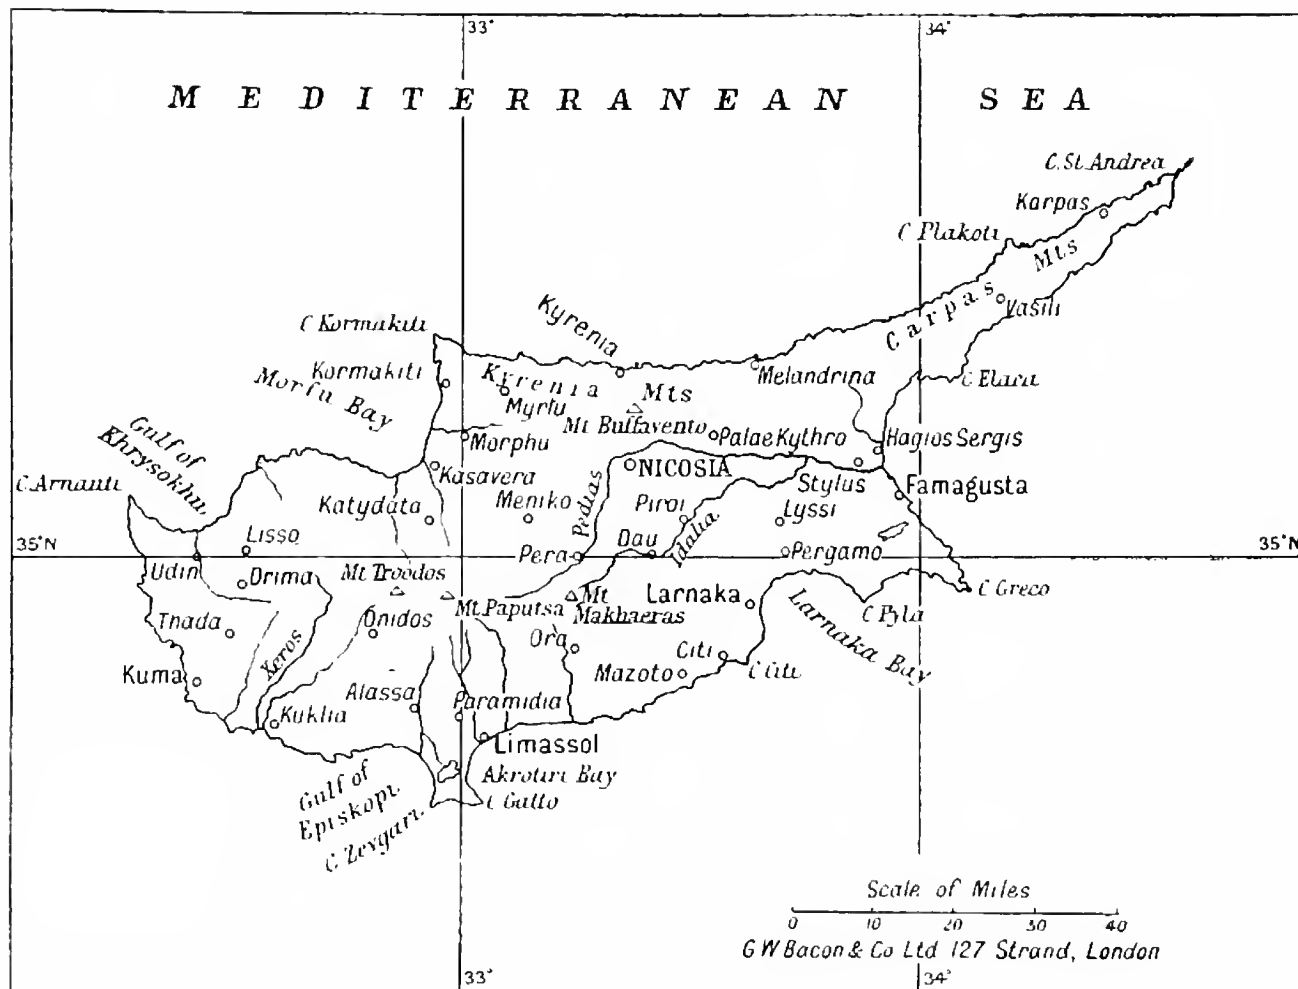 33°
34°
MEDITERRANEAN SEA
C. St. Andrea
Karpas
C Plakoti
Mts
Carpas
Vasili
C Kormakiti
Kyrenia
Kormakiti
Morfu Bay
Kyrenia
Mts
Myrfu
Melandrina
C Elaea
Mt Buffavento
Palae Kythro
Hagios Sergis
Gulf of
Khrysokhu
Morphu
Kasavera
NICOSIA
C. Arnauti
Stylus
Famagusta
Katydata
Meniko
Pedias
Piroi
Idalia
Lyssi
Lisso
35°N
Udin
Pera
Dau
Pergamo
35°N
Drima
Mt Troodos
Mt. Paputsa
Mt
Makhaeras
Larnaka
C Greco
C Pyla
Larnaka Bay
Thada
Onidos
Ora
Xeros
Citi
C Citi
Kuma
Mazoto
Alassa
Paramidia
Kuklia
Limassol
Gulf of
Episkopi
Akrotiri Bay
C Gatto
C. Zevgari
Scale of Miles
0 10 20 30 40
G W Bacon & Co Ltd 127 Strand, London
33°
34°